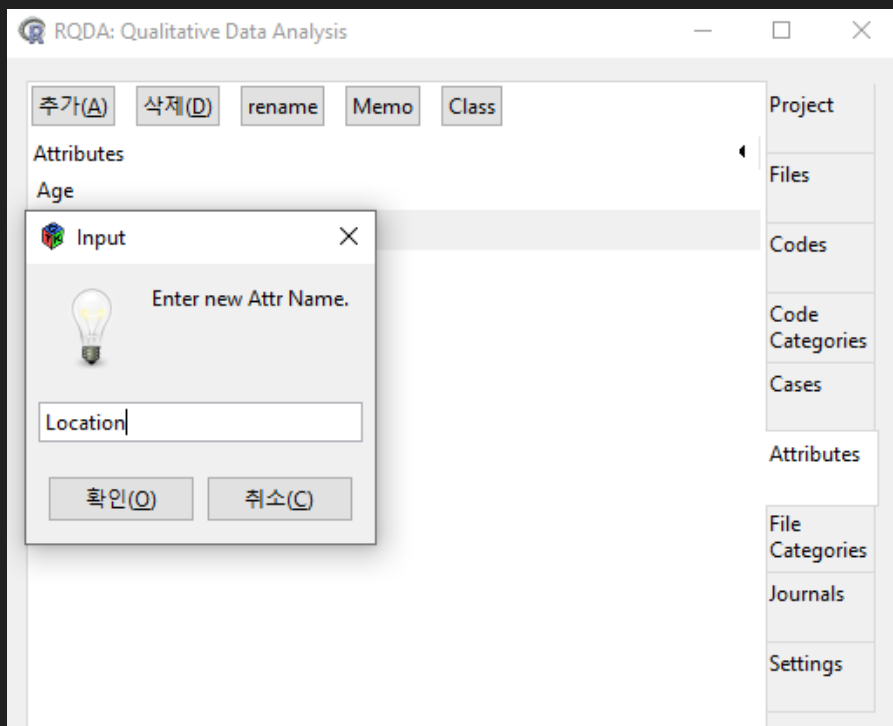 RQDA: Qualitative Data Analysis
추가(A) 삭제(D) rename Memo Class
Attributes
Age
Input
Enter new Attr Name.
Location
확인(O) 취소(C)
Project
Files
Codes
Code
Categories
Cases
Attributes
File
Categories
Journals
Settings